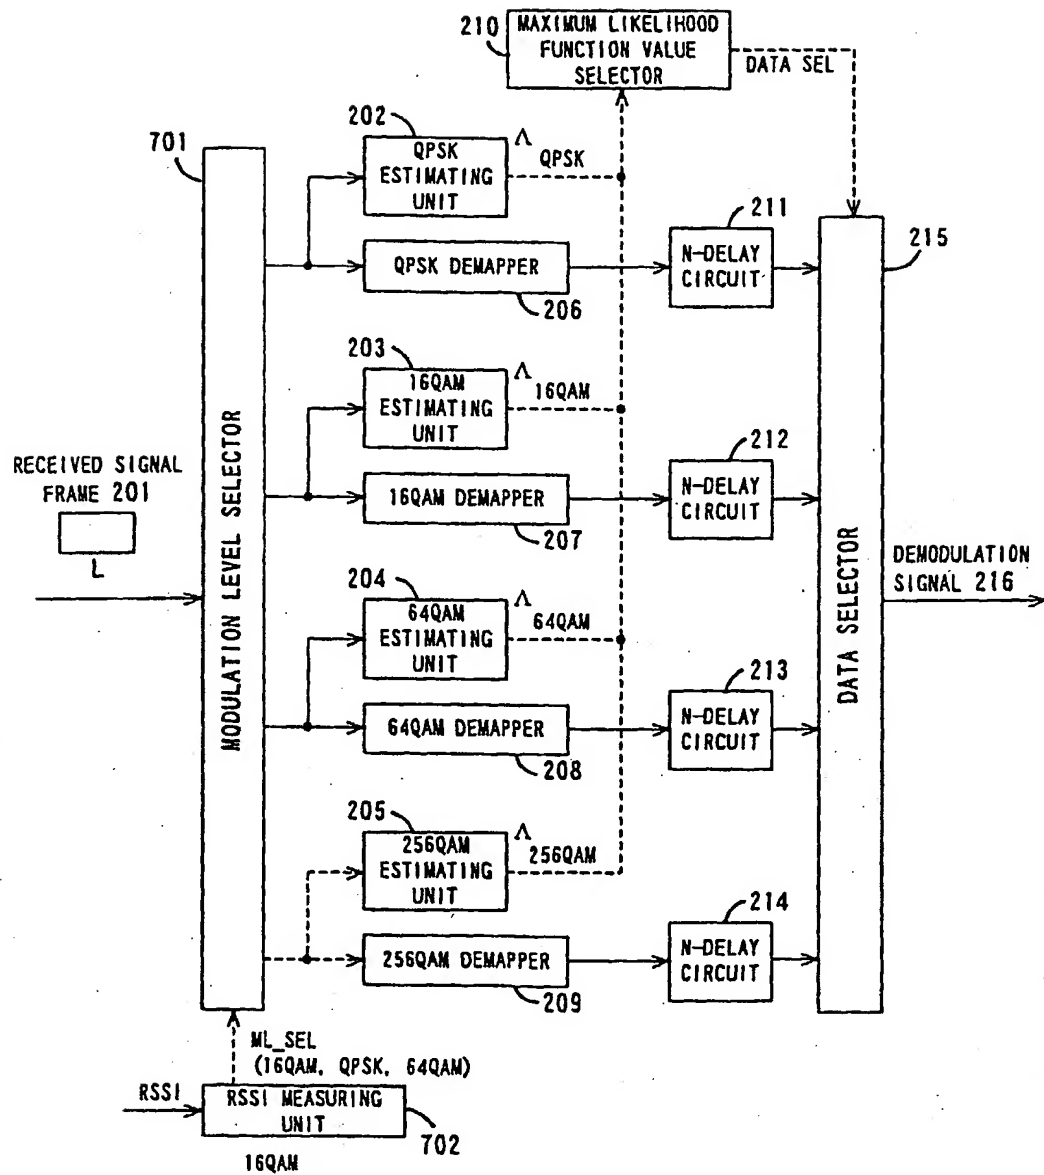 210
MAXIMUM LIKELIHOOD
FUNCTION VALUE
SELECTOR
DATA SEL
202
QPSK
ESTIMATING
UNIT
Λ
QPSK
701
211
N-DELAY
CIRCUIT
215
QPSK DEMAPPER
206
203
16QAM
ESTIMATING
UNIT
Λ
16QAM
212
N-DELAY
CIRCUIT
RECEIVED SIGNAL
FRAME 201
L
MODULATION LEVEL SELECTOR
16QAM DEMAPPER
207
DATA SELECTOR
DEMODULATION
SIGNAL 216
204
64QAM
ESTIMATING
UNIT
Λ
64QAM
213
N-DELAY
CIRCUIT
64QAM DEMAPPER
208
205
256QAM
ESTIMATING
UNIT
Λ
256QAM
214
N-DELAY
CIRCUIT
256QAM DEMAPPER
209
ML_SEL
(16QAM, QPSK, 64QAM)
RSSI
RSSI MEASURING
UNIT
702
16QAM